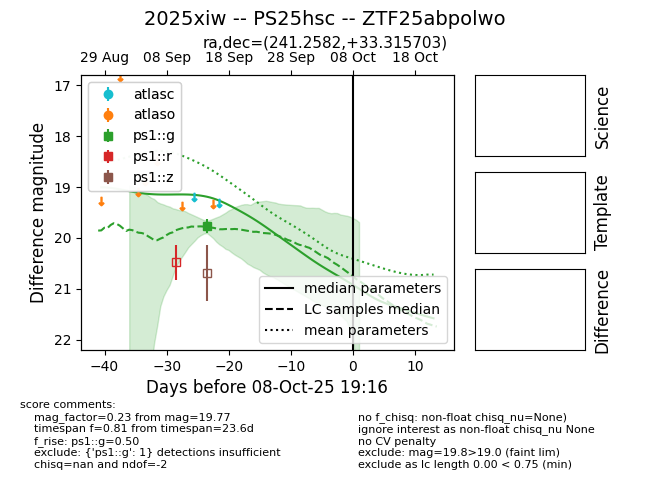 2025xiw -- PS25hsc -- ZTF25abpolwo
ra,dec=(241.2582,+33.315703)
29 Aug 08 Sep 18 Sep 28 Sep 08 Oct 18 Oct
17
18
19
20
21
22
Difference magnitude
atlasc
atlaso
ps1::g
ps1::r
ps1::z
median parameters
LC samples median
mean parameters
−40 −30 −20 −10 0 10
Days before 08-Oct-25 19:16
Science
Template
Difference
score comments:
mag_factor=0.23 from mag=19.77
timespan f=0.81 from timespan=23.6d
f_rise: ps1::g=0.50
exclude: {'ps1::g': 1} detections insufficient
chisq=nan and ndof=-2
no f_chisq: non-float chisq_nu=None)
ignore interest as non-float chisq_nu None
no CV penalty
exclude: mag=19.8>19.0 (faint lim)
exclude as lc length 0.00 < 0.75 (min)